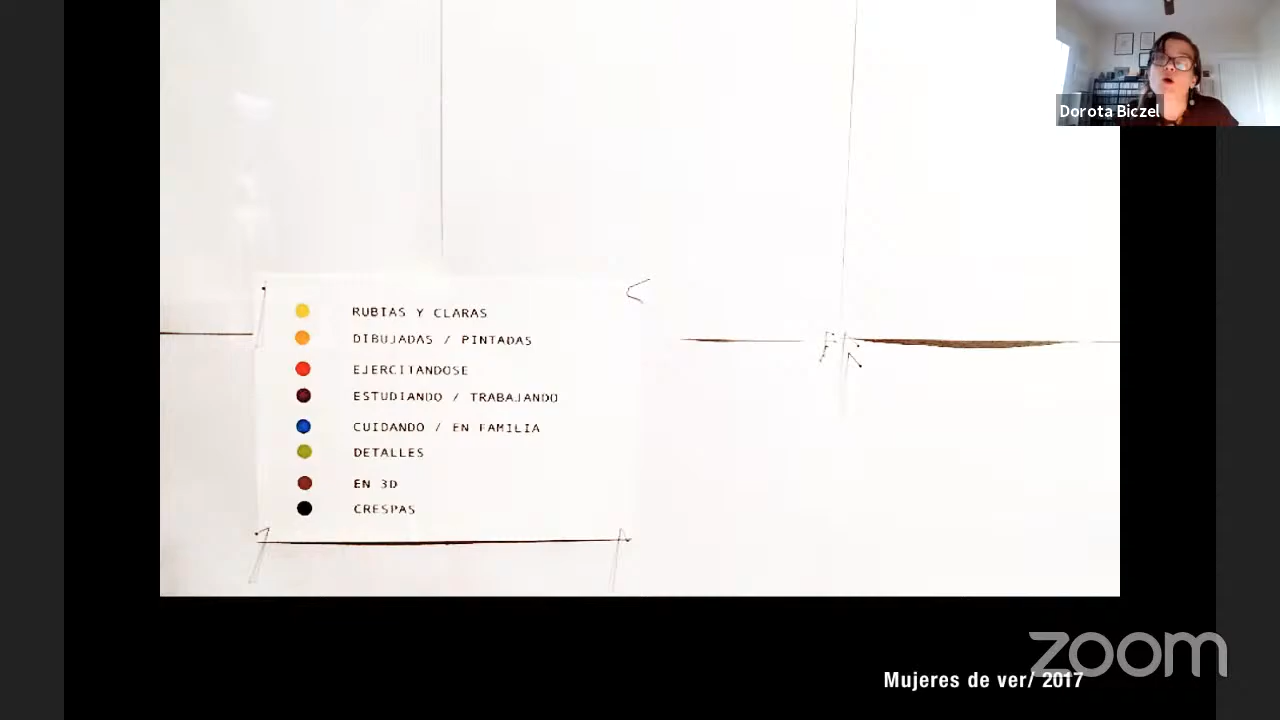 Dorota Biczel
RUBIAS Y CLARAS
DIBUJADAS / PINTADAS
EJERCITANDOSE
ESTUDIANDO / TRABAJANDO
CUIDANDO / EN FAMILIA
DETALLES
EN 3D
CRESPAS
zoom
Mujeres de ver/ 2017